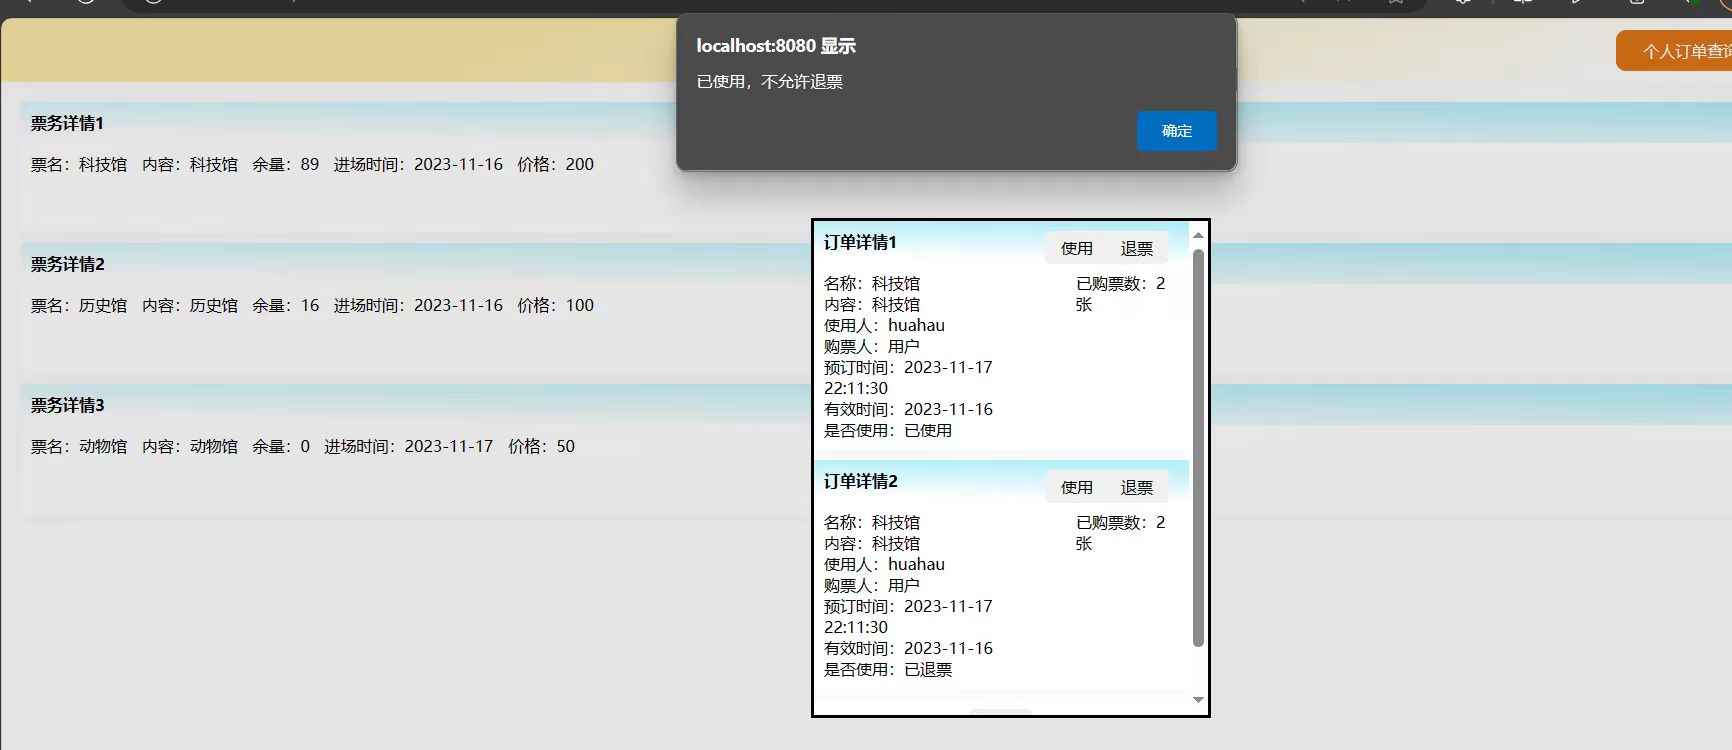 localhost:8080 显示
已使用，不允许退票
确定
个人订单查询
票务详情1
票名：科技馆 内容：科技馆 余量：89 进场时间：2023-11-16 价格：200
票务详情2
票名：历史馆 内容：历史馆 余量：16 进场时间：2023-11-16 价格：100
票务详情3
票名：动物馆 内容：动物馆 余量：0 进场时间：2023-11-17 价格：50
订单详情1
使用 退票
名称：科技馆
内容：科技馆
使用人：huahau
购票人：用户
预订时间：2023-11-17
22:11:30
有效时间：2023-11-16
是否使用：已使用
已购票数：2
张
订单详情2
使用 退票
名称：科技馆
内容：科技馆
使用人：huahau
购票人：用户
预订时间：2023-11-17
22:11:30
有效时间：2023-11-16
是否使用：已退票
已购票数：2
张